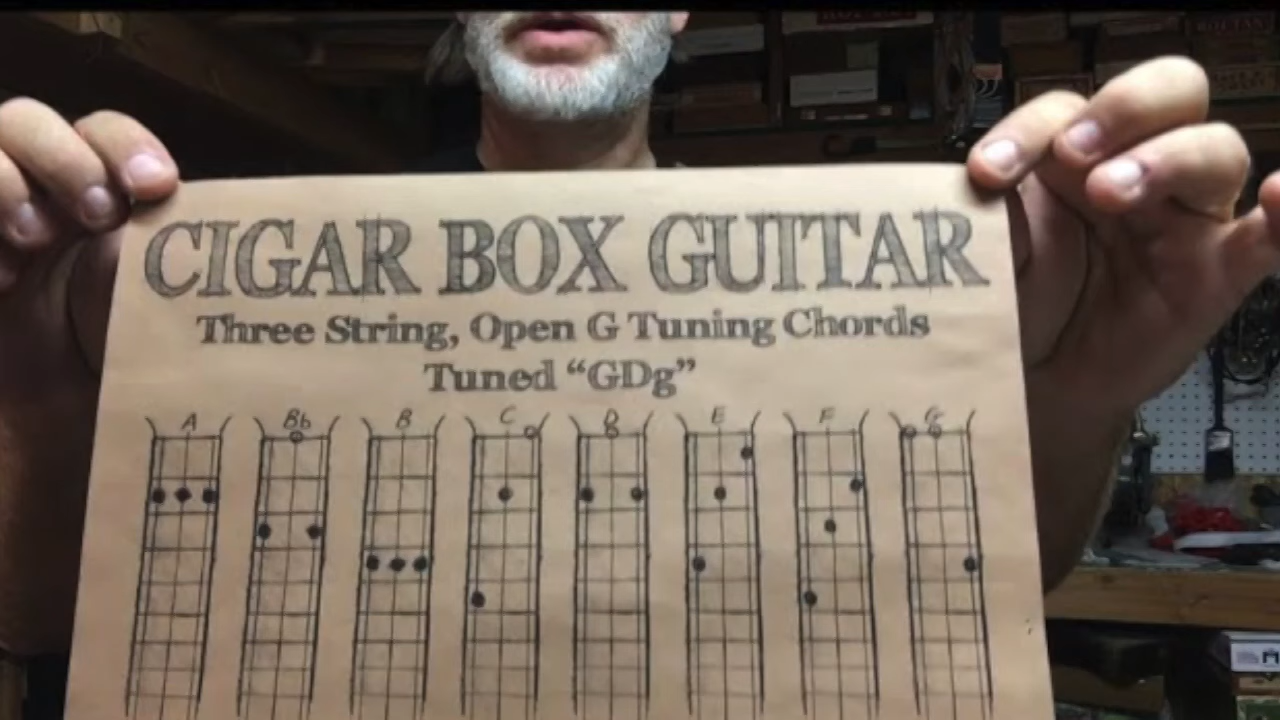 CIGAR BOX GUITAR
Three String, Open G Tuning Chords
Tuned “GDg”
A Bb B C D E F G